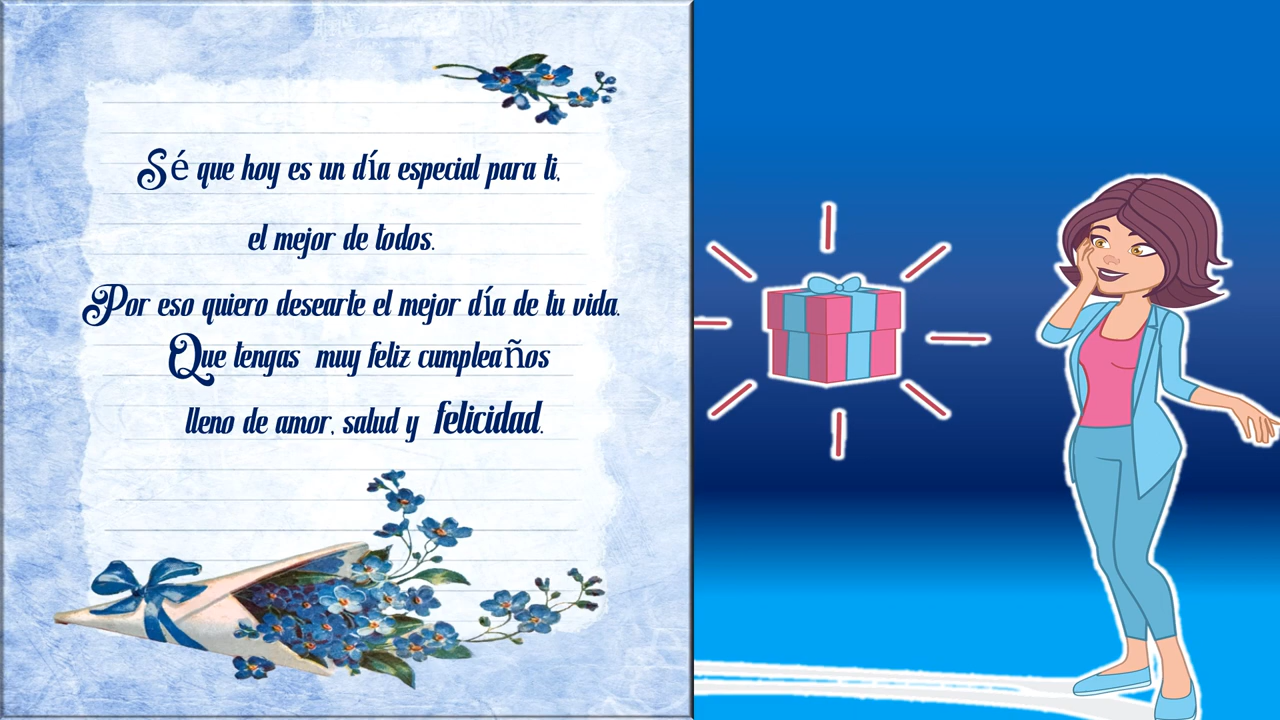 Sé que hoy es un día especial para ti,
el mejor de todos.
Por eso quiero desearte el mejor día de tu vida.
Que tengas muy feliz cumpleaños
lleno de amor, salud y felicidad.